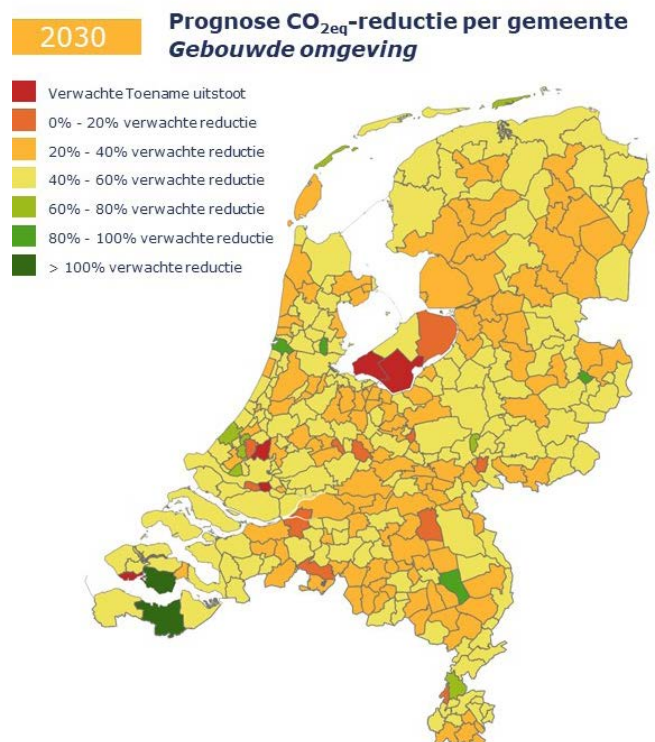 2030
Prognose CO2eq-reductie per gemeente
Gebouwde omgeving
Verwachte Toename uitstoot
0% - 20% verwachte reductie
20% - 40% verwachte reductie
40% - 60% verwachte reductie
60% - 80% verwachte reductie
80% - 100% verwachte reductie
> 100% verwachte reductie